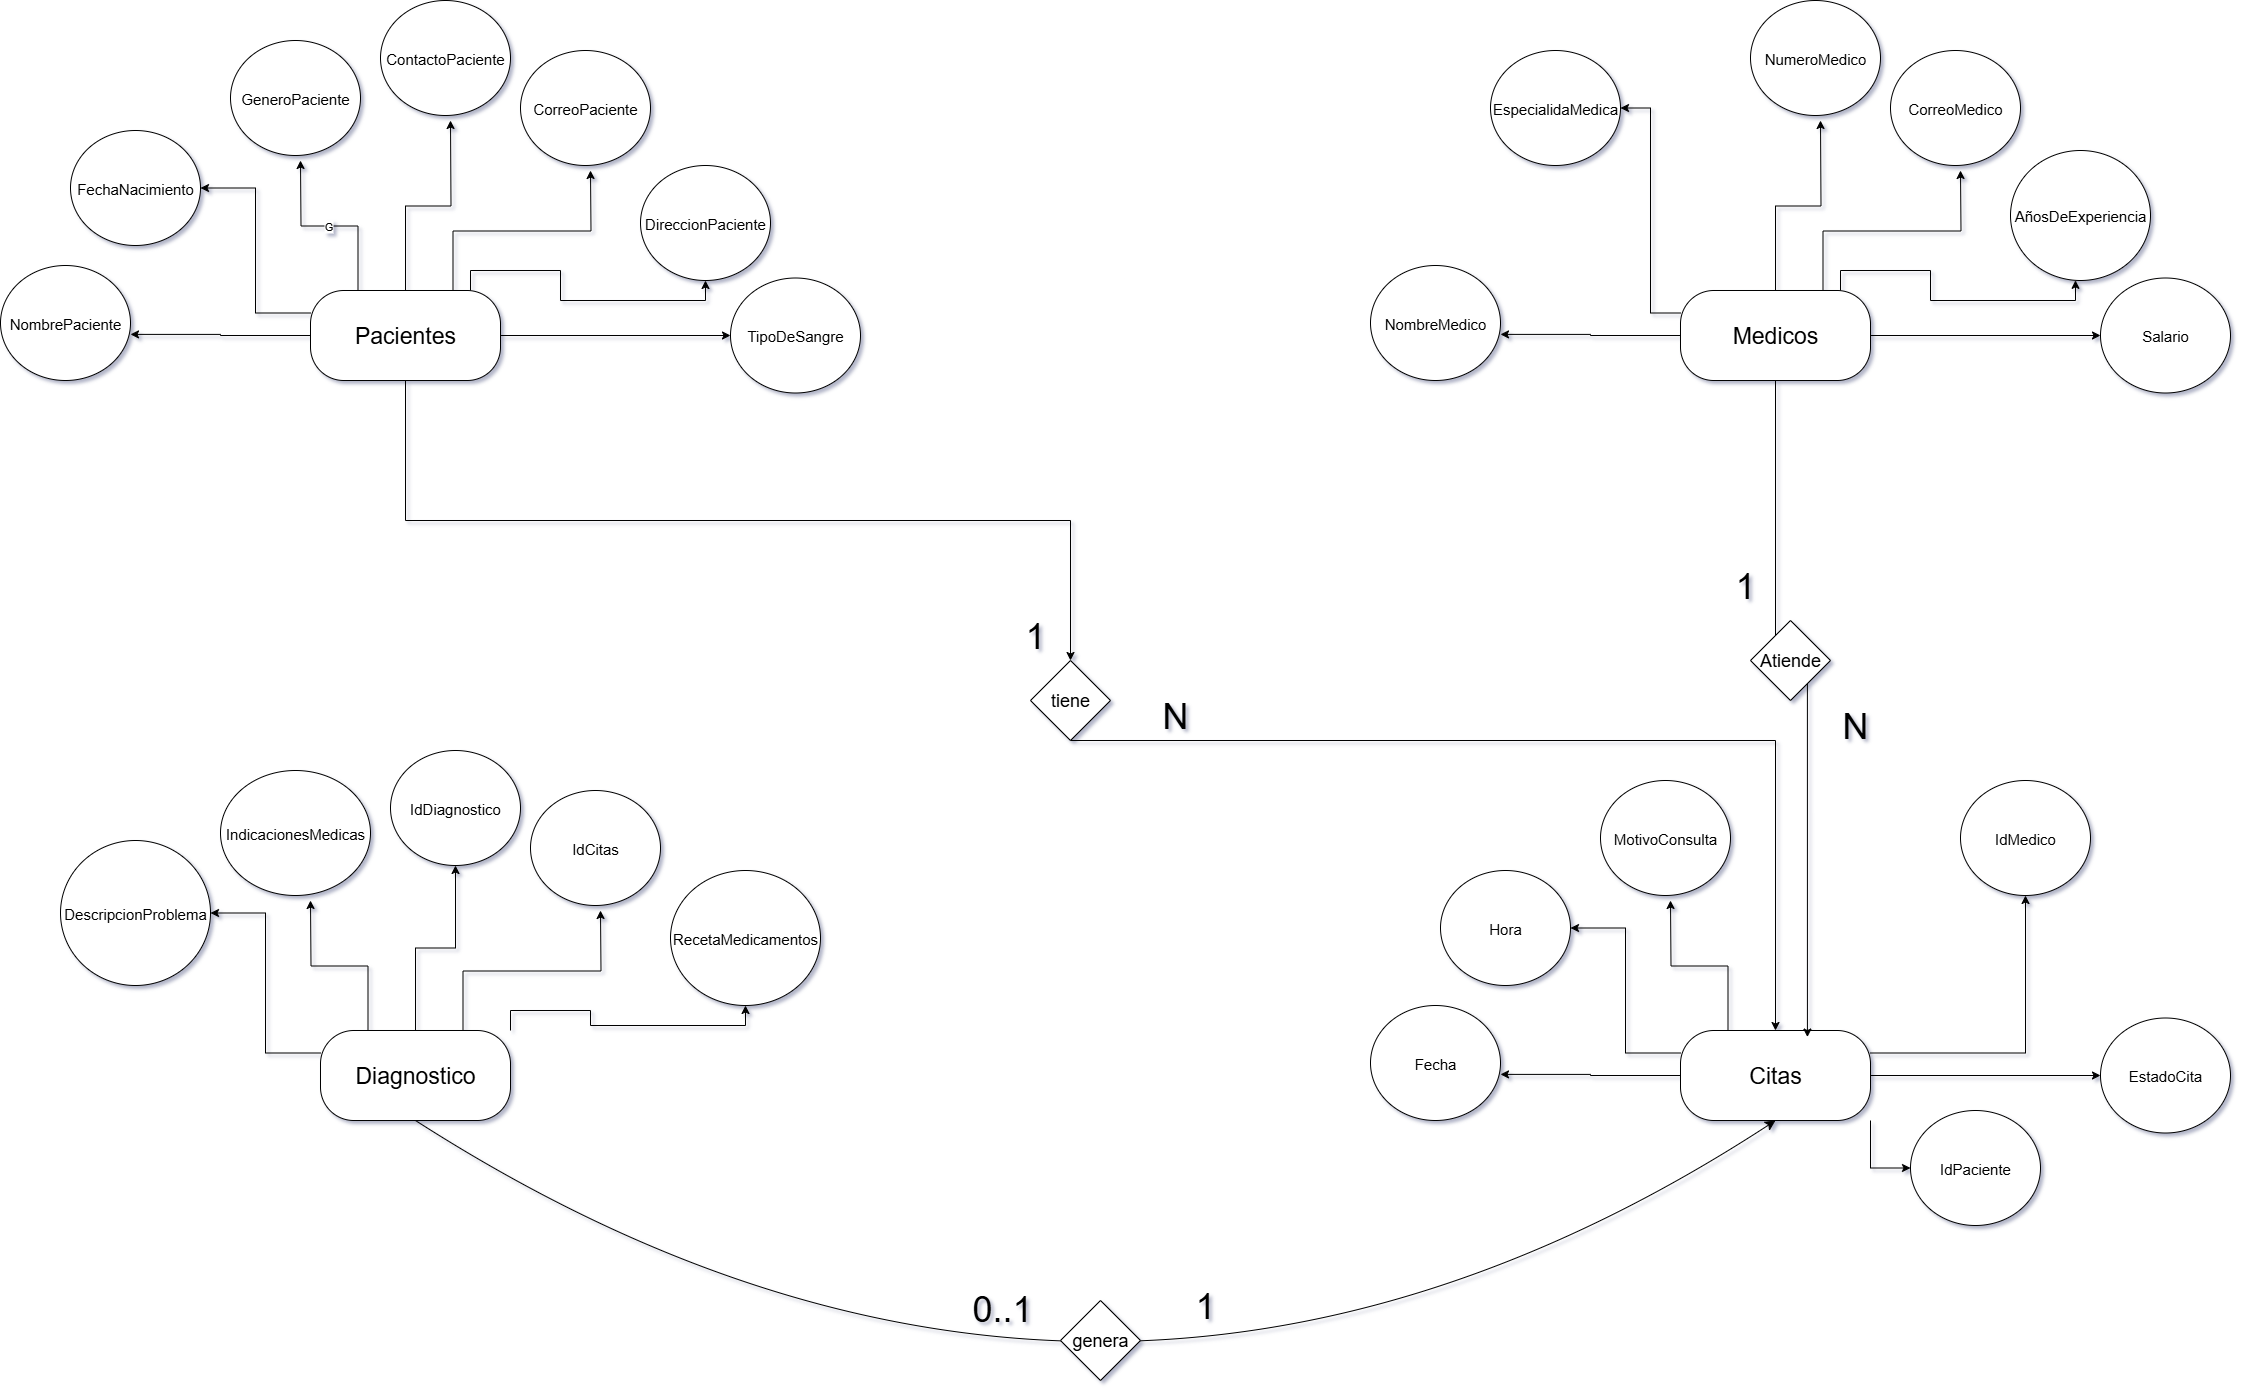 ContactoPaciente
GeneroPaciente
CorreoPaciente
FechaNacimiento
DireccionPaciente
G
NombrePaciente
Pacientes
TipoDeSangre
NumeroMedico
EspecialidaMedica
CorreoMedico
AñosDeExperiencia
NombreMedico
Medicos
Salario
1
Atiende
N
1
tiene
N
IdDiagnostico
IndicacionesMedicas
IdCitas
DescripcionProblema
RecetaMedicamentos
Diagnostico
MotivoConsulta
IdMedico
Hora
Fecha
Citas
EstadoCita
IdPaciente
0..1
genera
1